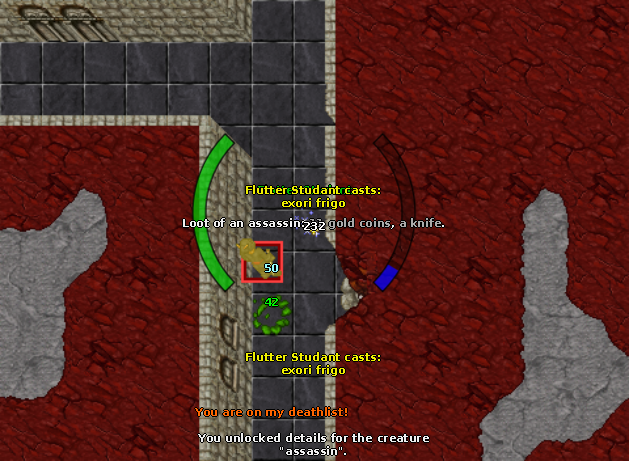 Flutter Studant casts:
exori frigo
Loot of an assassin: gold coins, a knife.
232
50
42
Flutter Studant casts:
exori frigo
You are on my deathlist!
You unlocked details for the creature
"assassin".